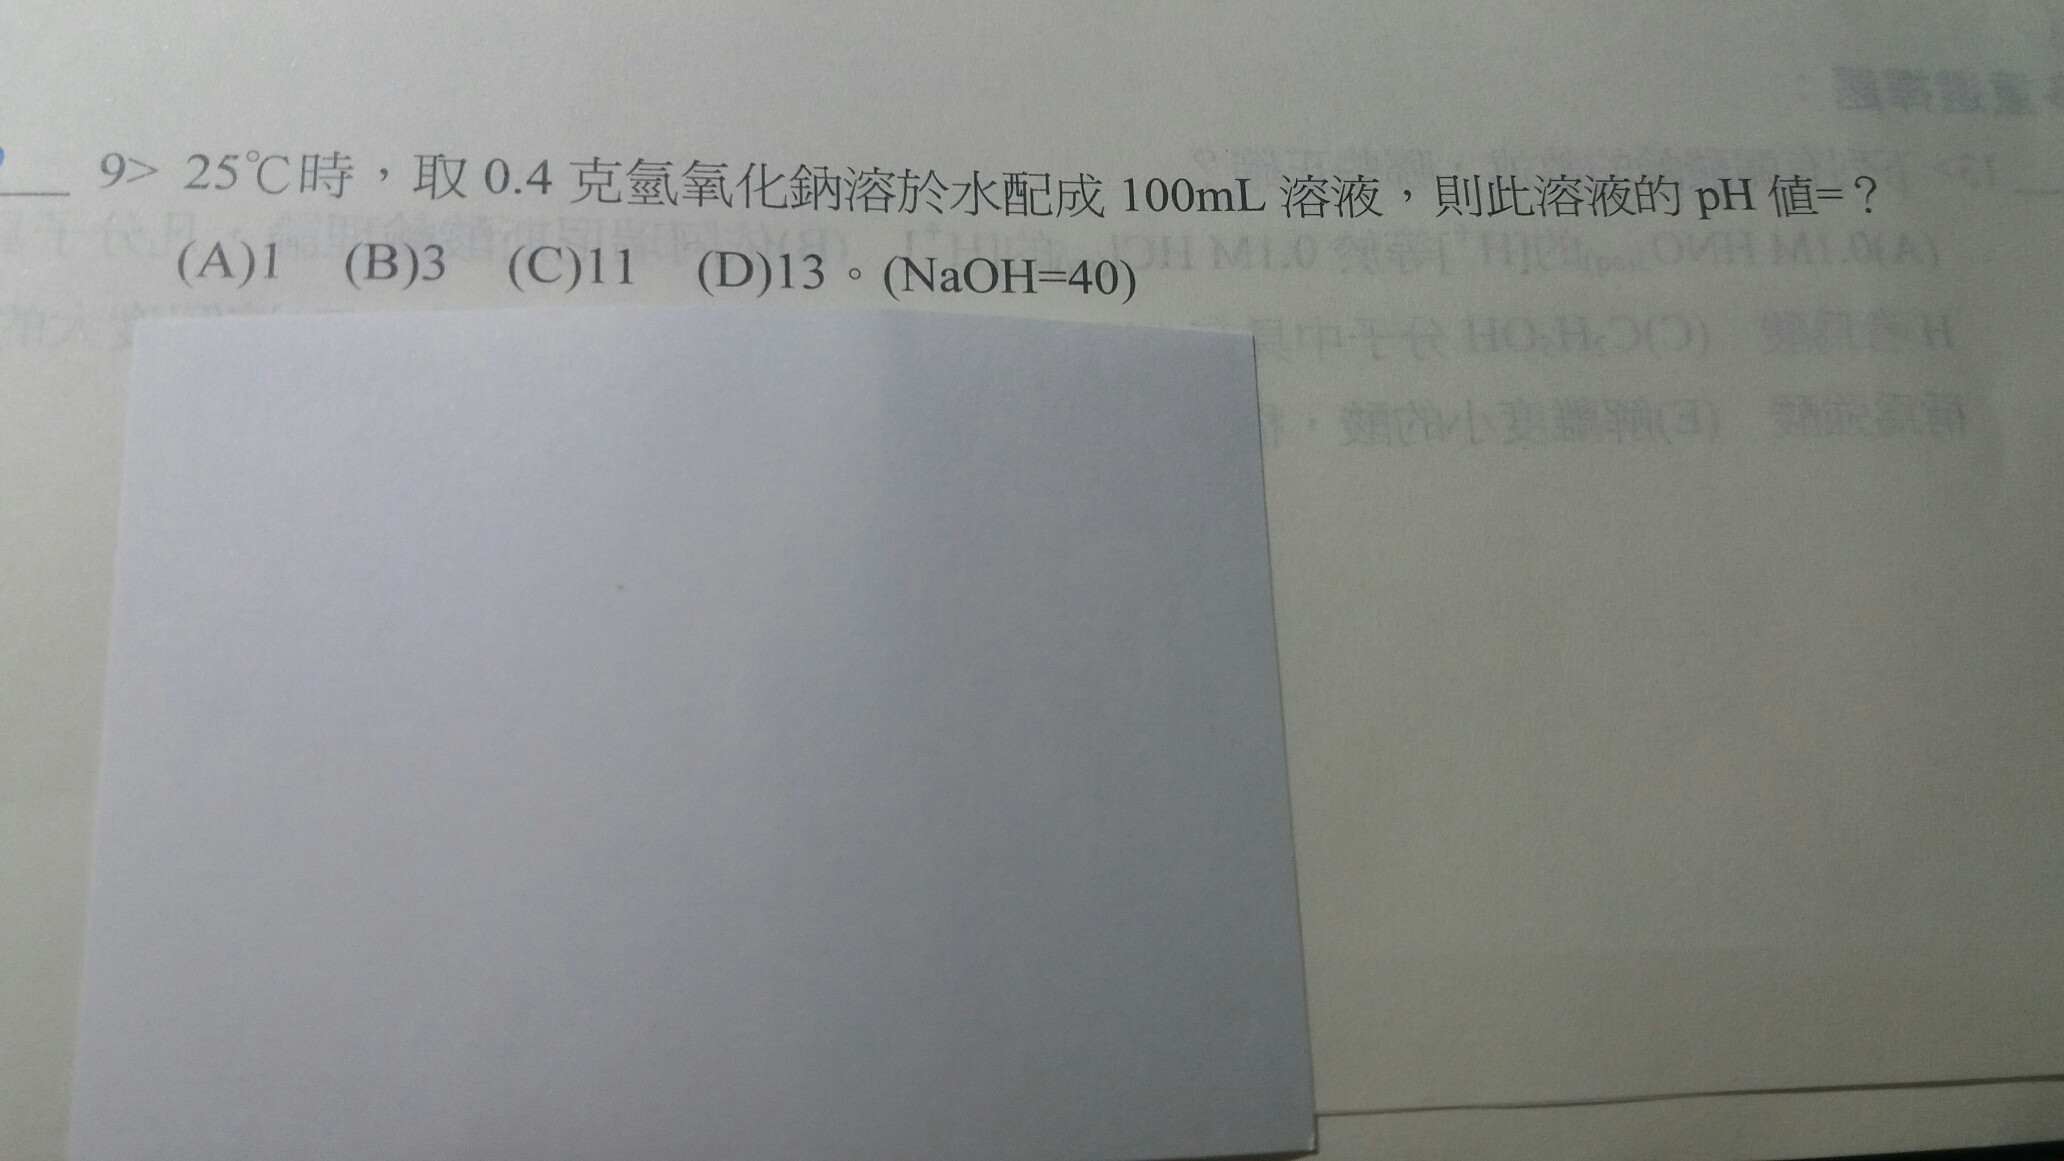 9> 25℃時，取 0.4 克氫氧化鈉溶於水配成 100mL 溶液，則此溶液的 pH 值=？
(A)1 (B)3 (C)11 (D)13。(NaOH=40)